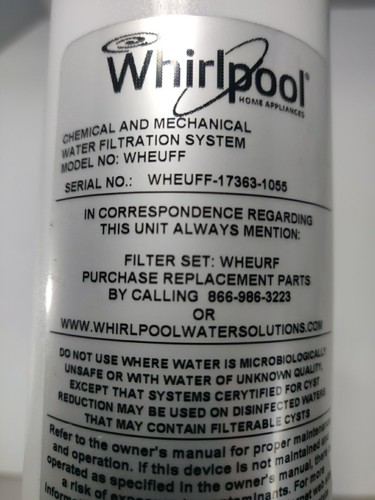 Whirlpool
HOME APPLIANCES
CHEMICAL AND MECHANICAL
WATER FILTRATION SYSTEM
MODEL NO: WHEUFF
SERIAL NO.: WHEUFF-17363-1055
IN CORRESPONDENCE REGARDING
THIS UNIT ALWAYS MENTION:
FILTER SET: WHEURF
PURCHASE REPLACEMENT PARTS
BY CALLING 866-986-3223
OR
WWW.WHIRLPOOLWATERSOLUTIONS.COM
DO NOT USE WHERE WATER IS MICROBIOLOGICALLY
UNSAFE OR WITH WATER OF UNKNOWN QUALITY,
EXCEPT THAT SYSTEMS CERYTIFIED FOR CYST
REDUCTION MAY BE USED ON DISINFECTED WATERS
THAT MAY CONTAIN FILTERABLE CYSTS
Refer to the owner's manual for proper
and operation. If this device is not maintained and
operated as specified in the owner's manual,
a risk of